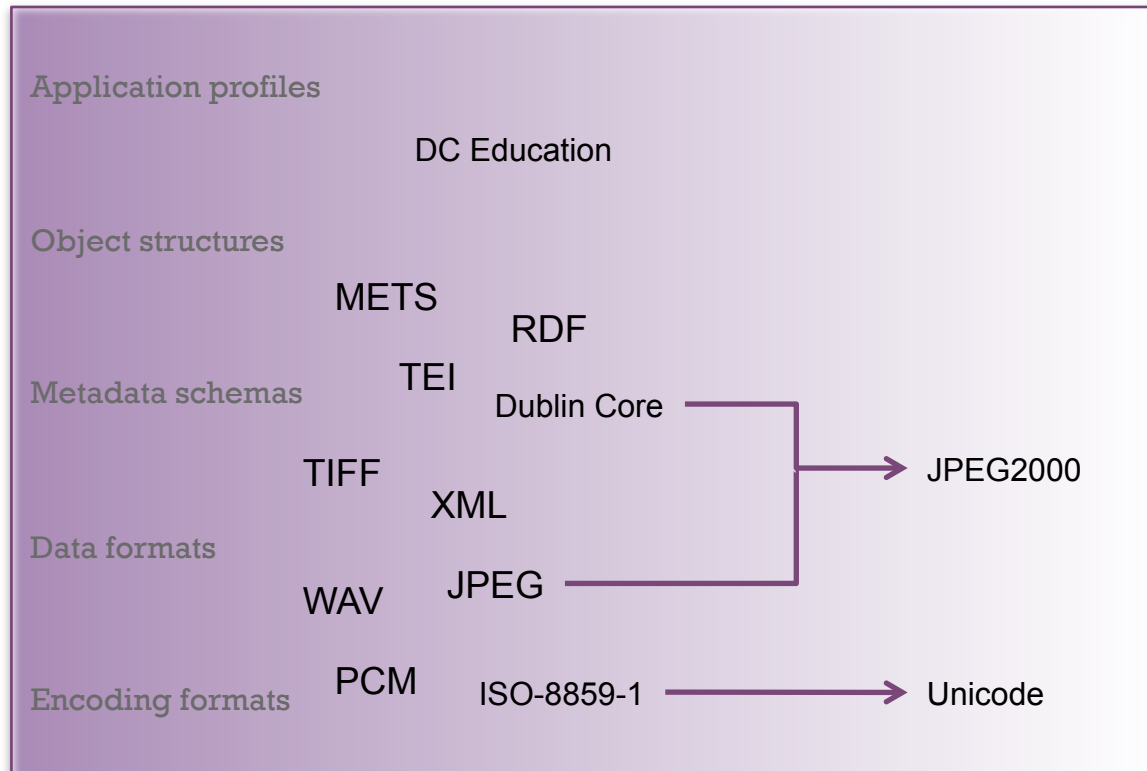 Application profiles
DC Education
Object structures
METS
RDF
TEI
Metadata schemas
Dublin Core
TIFF
JPEG2000
XML
Data formats
JPEG
WAV
PCM
Encoding formats
ISO-8859-1
Unicode